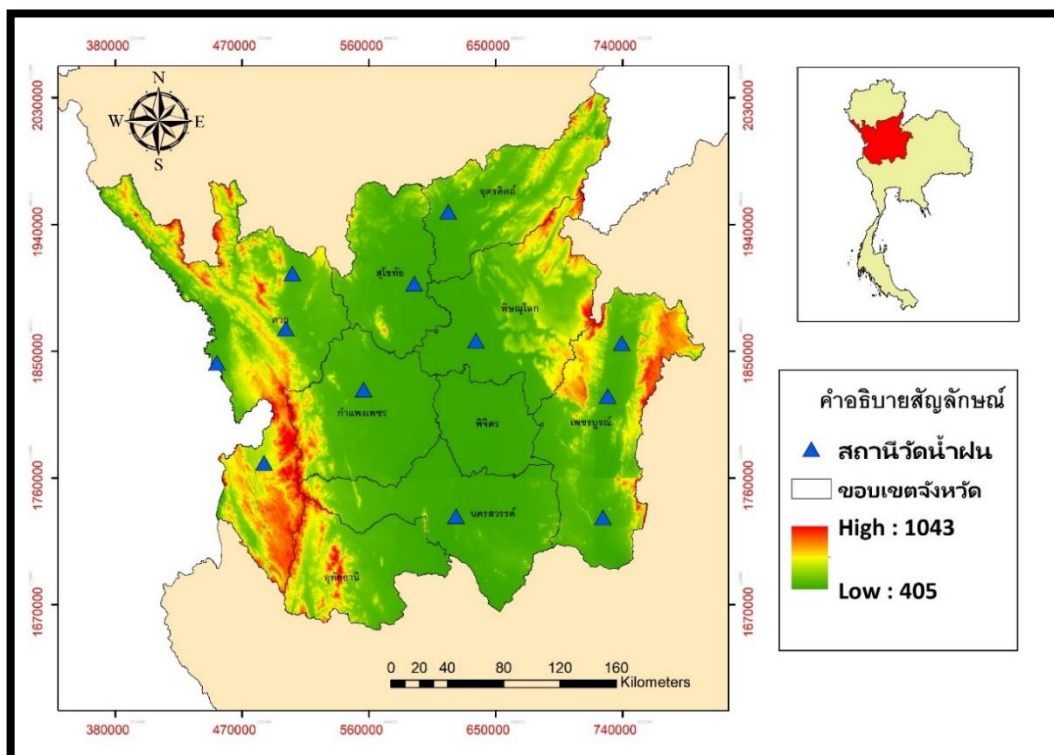 380000 470000 560000 650000 740000
2030000
1940000
1850000
1760000
1670000
N
W E
S
อุตรดิตถ์
สุโขทัย
พิษณุโลก
ตาก
กำแพงเพชร
พิจิตร
เพชรบูรณ์
นครสวรรค์
อุทัยธานี
2030000
1940000
1850000
1760000
1670000
0 20 40 80 120 160
Kilometers
380000 470000 560000 650000 740000
คำอธิบายสัญลักษณ์
สถานีวัดน้ำฝน
ขอบเขตจังหวัด
High : 1043
Low : 405